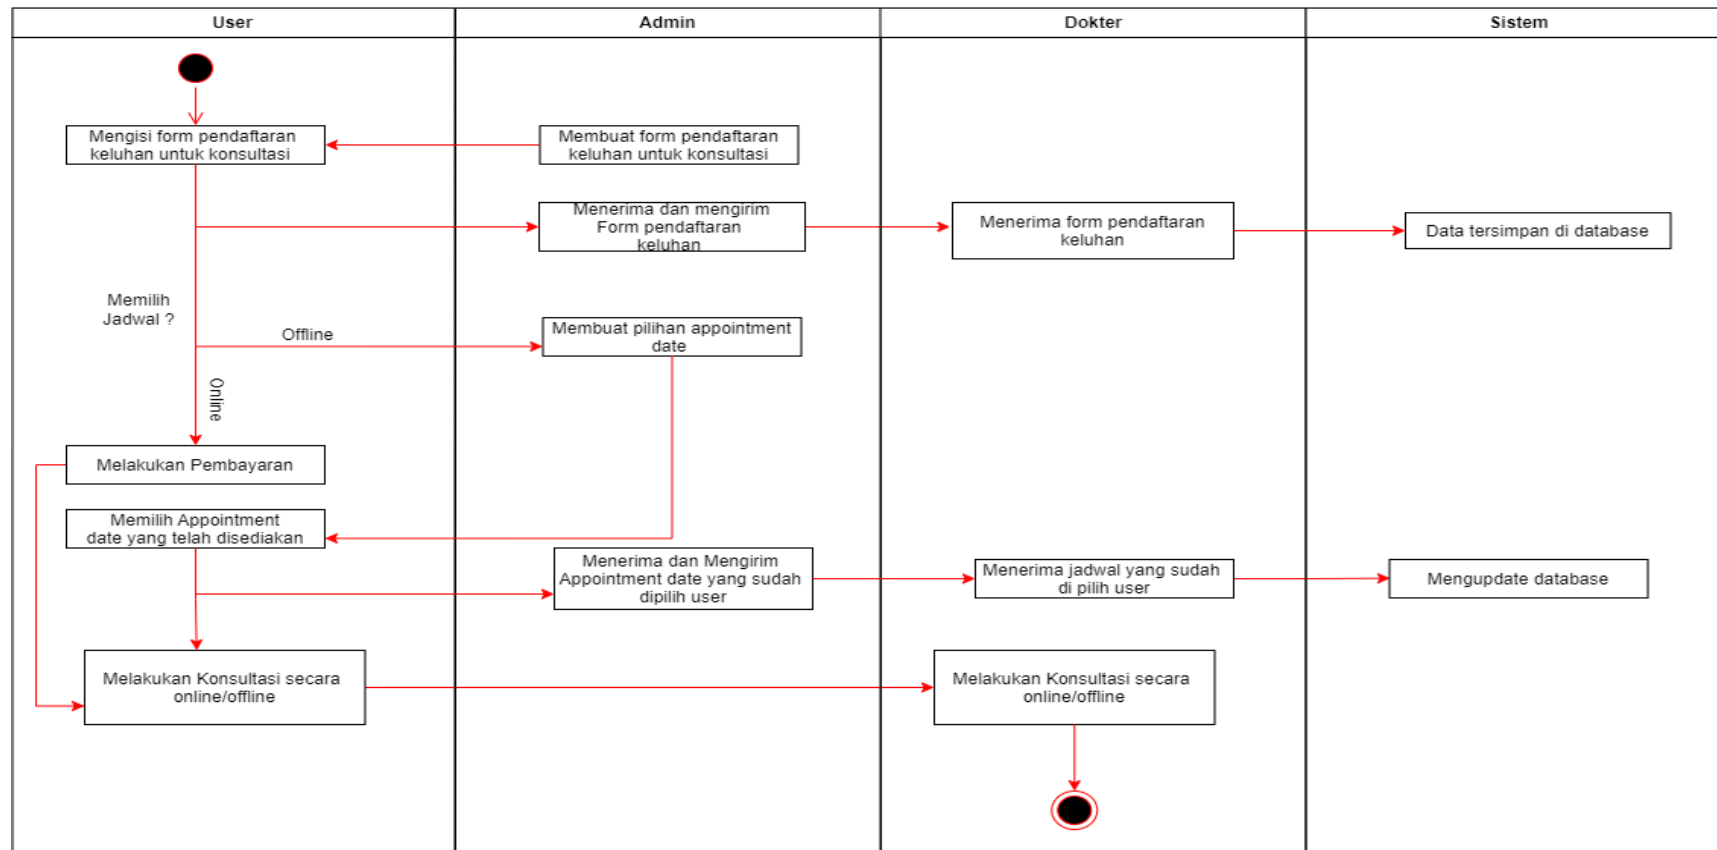 User
Admin
Dokter
Sistem
Mengisi form pendaftaran
keluhan untuk konsultasi
Membuat form pendaftaran
keluhan untuk konsultasi
Menerima dan mengirim
Form pendaftaran
keluhan
Menerima form pendaftaran
keluhan
Data tersimpan di database
Memilih
Jadwal ?
Offline
Membuat pilihan appointment
date
Online
Melakukan Pembayaran
Memilih Appointment
date yang telah disediakan
Menerima dan Mengirim
Appointment date yang sudah
dipilih user
Menerima jadwal yang sudah
di pilih user
Mengupdate database
Melakukan Konsultasi secara
online/offline
Melakukan Konsultasi secara
online/offline